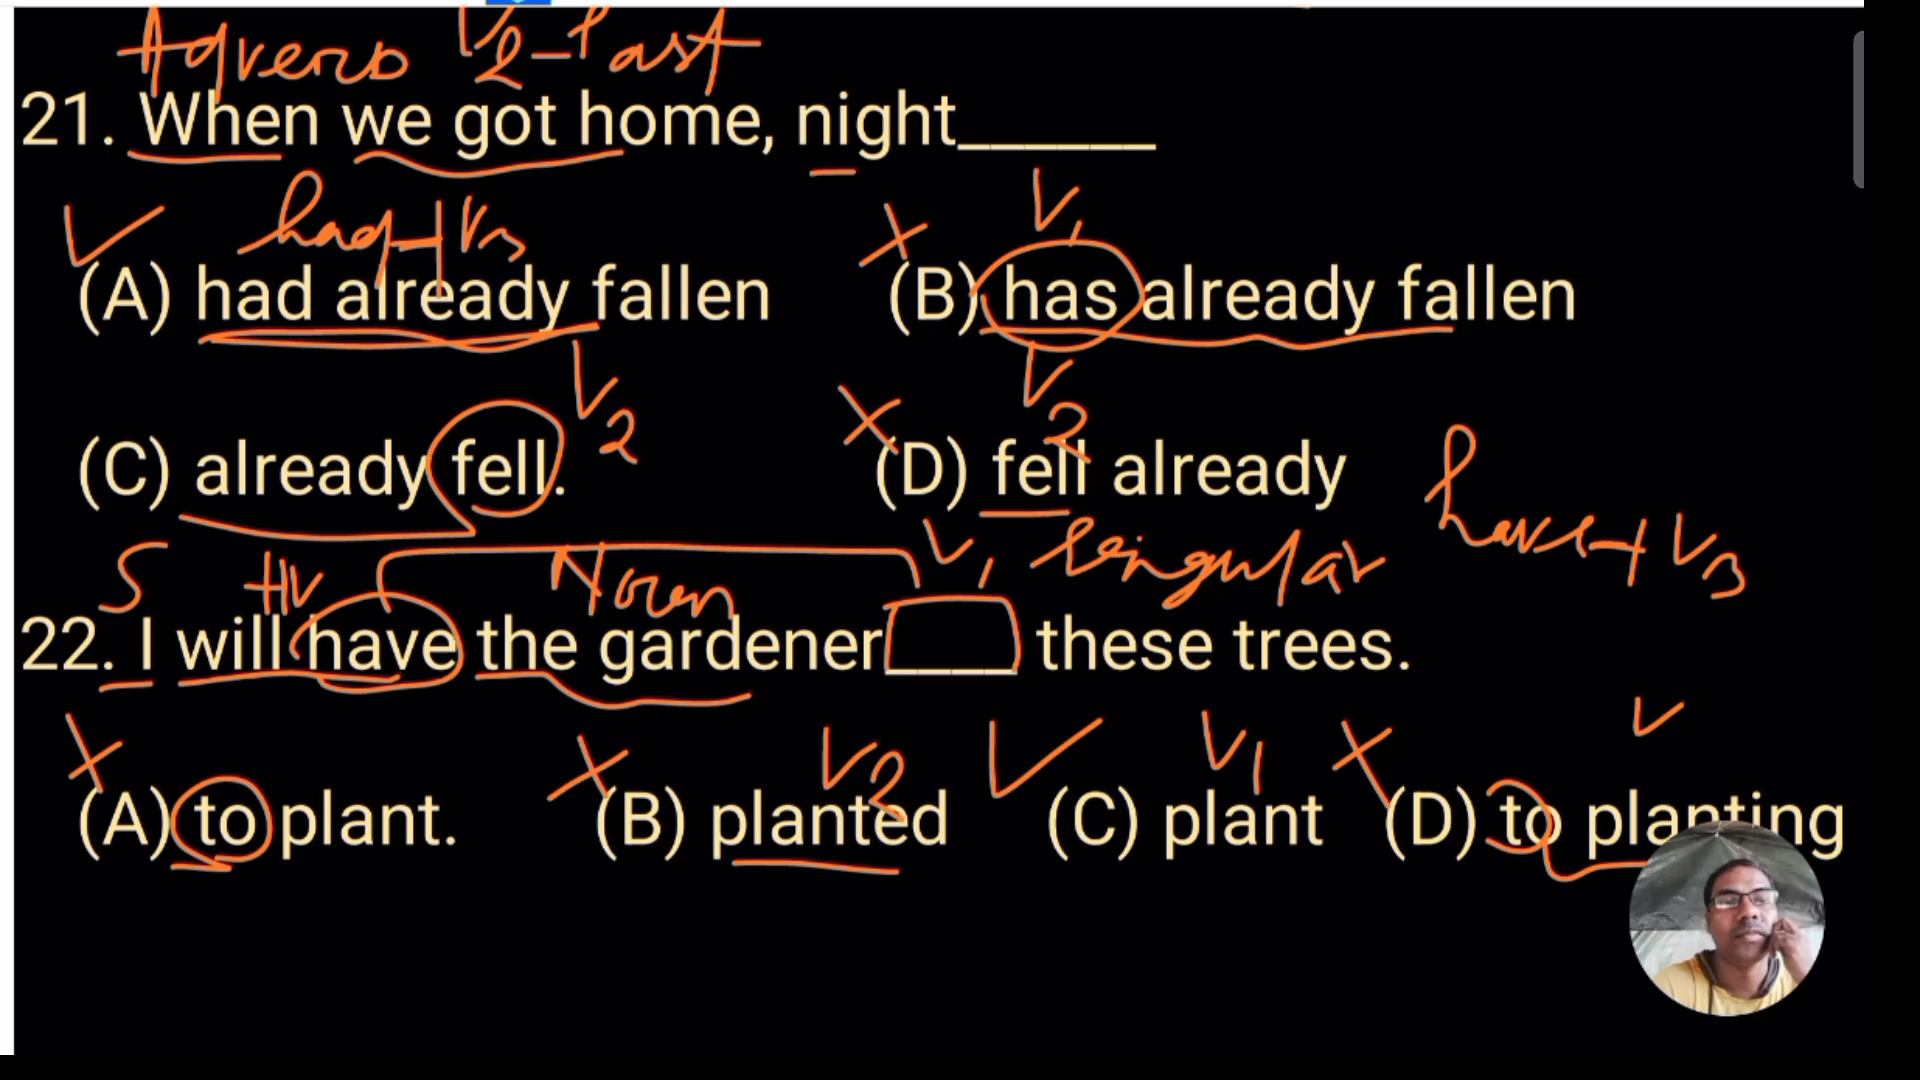 Adverb V2-Past
21. When we got home, night______
had+V3 V1
(A) had already fallen (B) has already fallen
V2 V2
(C) already fell. (D) fell already
have+V3
S HV Noun V1 Singular
22. I will have the gardener____ these trees.
V2 V1 V
(A) to plant. (B) planted (C) plant (D) to planting